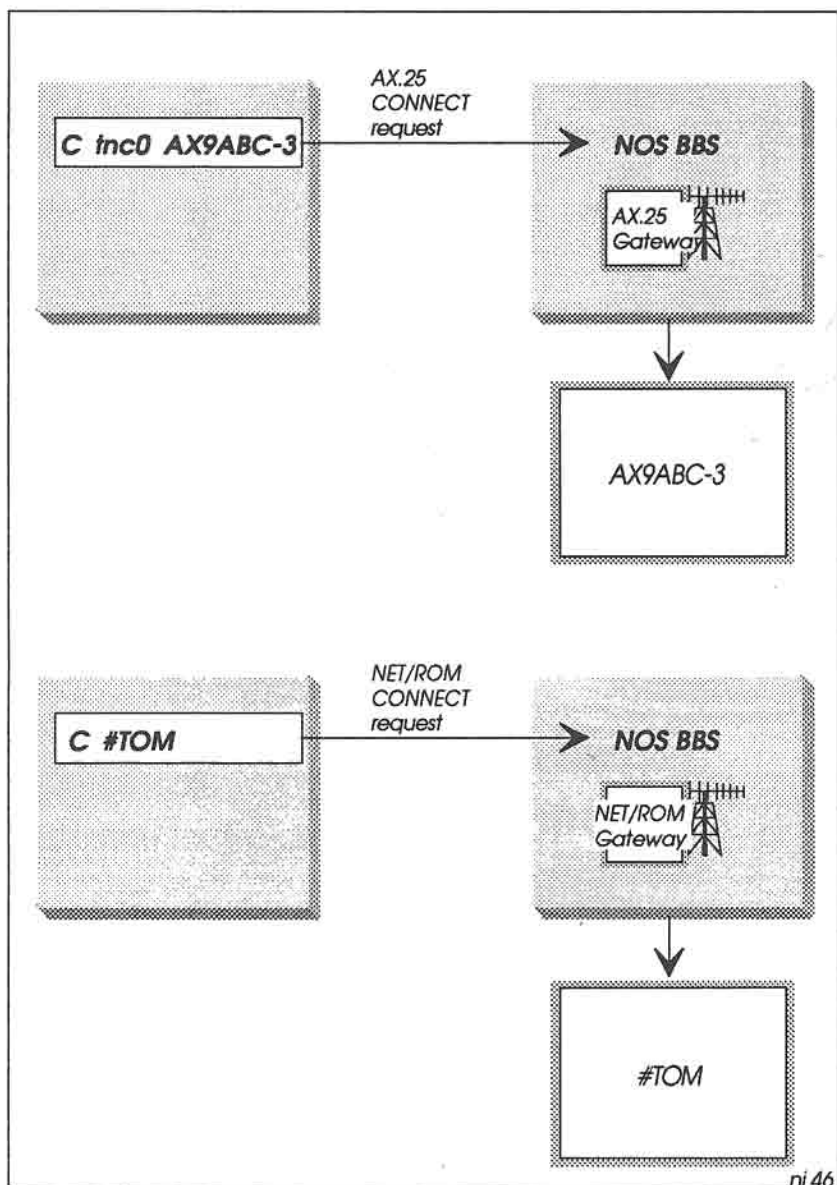 AX.25
CONNECT
request
C tnc0 AX9ABC-3
NOS BBS
AX.25
Gateway
AX9ABC-3
NET/ROM
CONNECT
request
C #TOM
NOS BBS
NET/ROM
Gateway
#TOM
ni 46